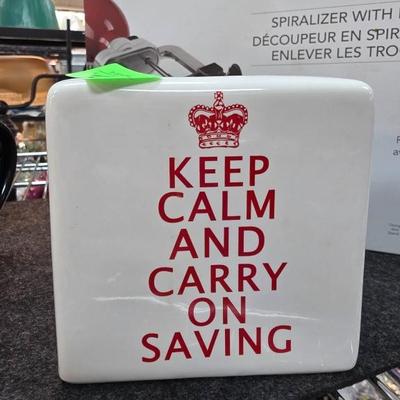 SPIRALIZER WITH
DÉCOUPEUR EN SPIR
ENLEVER LES TRO
KEEP
CALM
AND
CARRY
ON
SAVING